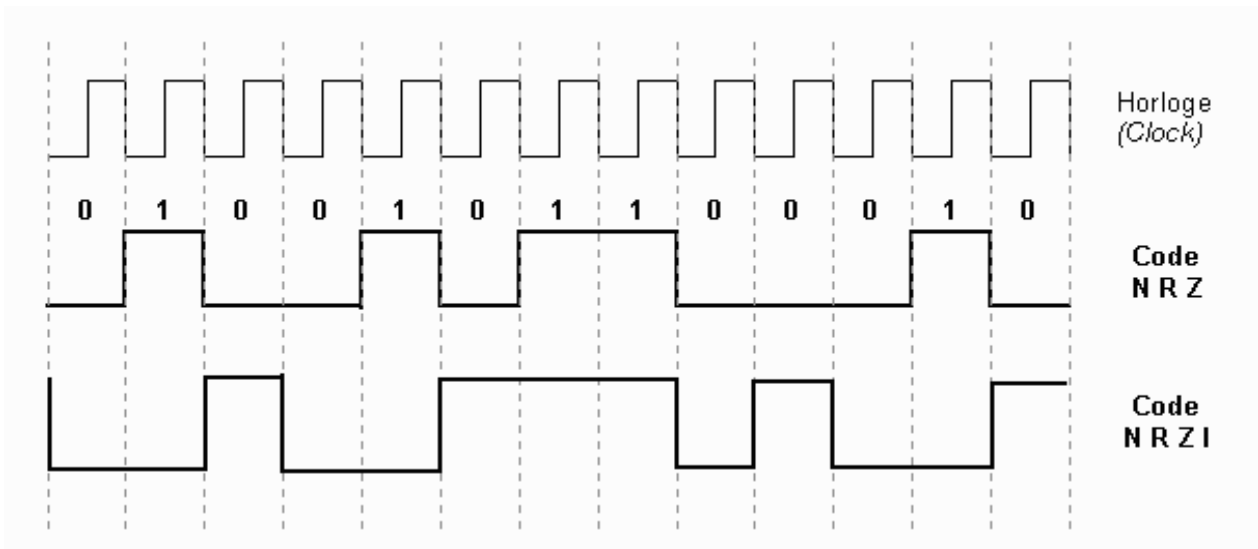 Horloge
(Clock)
0 1 0 0 1 0 1 1 0 0 0 1 0
Code
N R Z
Code
N R Z I